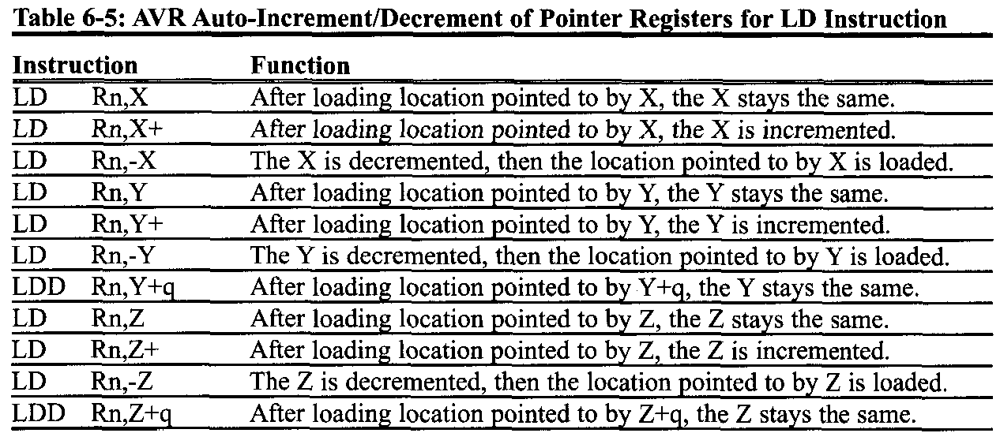 Table 6-5: AVR Auto-Increment/Decrement of Pointer Registers for LD Instruction
Instruction Function
LD Rn,X After loading location pointed to by X, the X stays the same.
LD Rn,X+ After loading location pointed to by X, the X is incremented.
LD Rn,-X The X is decremented, then the location pointed to by X is loaded.
LD Rn,Y After loading location pointed to by Y, the Y stays the same.
LD Rn,Y+ After loading location pointed to by Y, the Y is incremented.
LD Rn,-Y The Y is decremented, then the location pointed to by Y is loaded.
LDD Rn,Y+q After loading location pointed to by Y+q, the Y stays the same.
LD Rn,Z After loading location pointed to by Z, the Z stays the same.
LD Rn,Z+ After loading location pointed to by Z, the Z is incremented.
LD Rn,-Z The Z is decremented, then the location pointed to by Z is loaded.
LDD Rn,Z+q After loading location pointed to by Z+q, the Z stays the same.